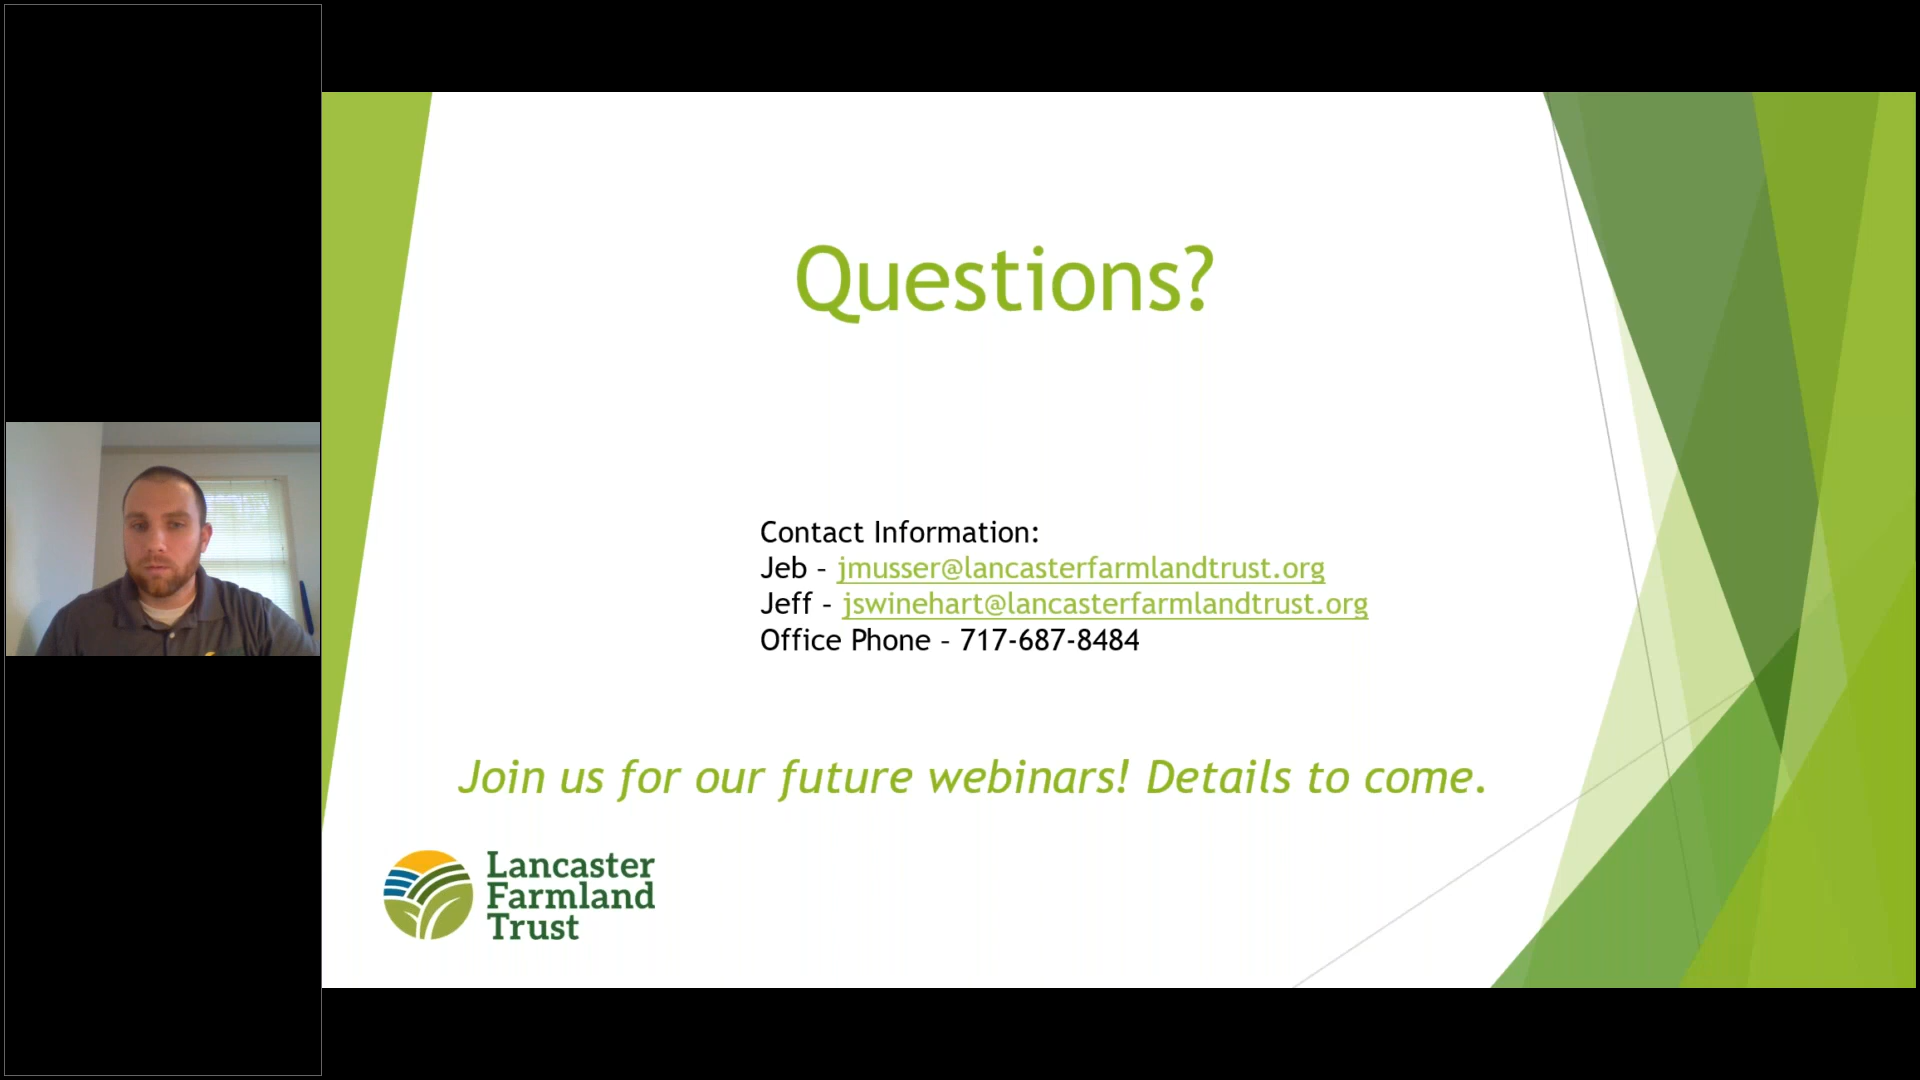 Questions?
Contact Information:
Jeb – jmusser@lancasterfarmlandtrust.org
Jeff – jswinehart@lancasterfarmlandtrust.org
Office Phone – 717-687-8484
Join us for our future webinars! Details to come.
Lancaster
Farmland
Trust